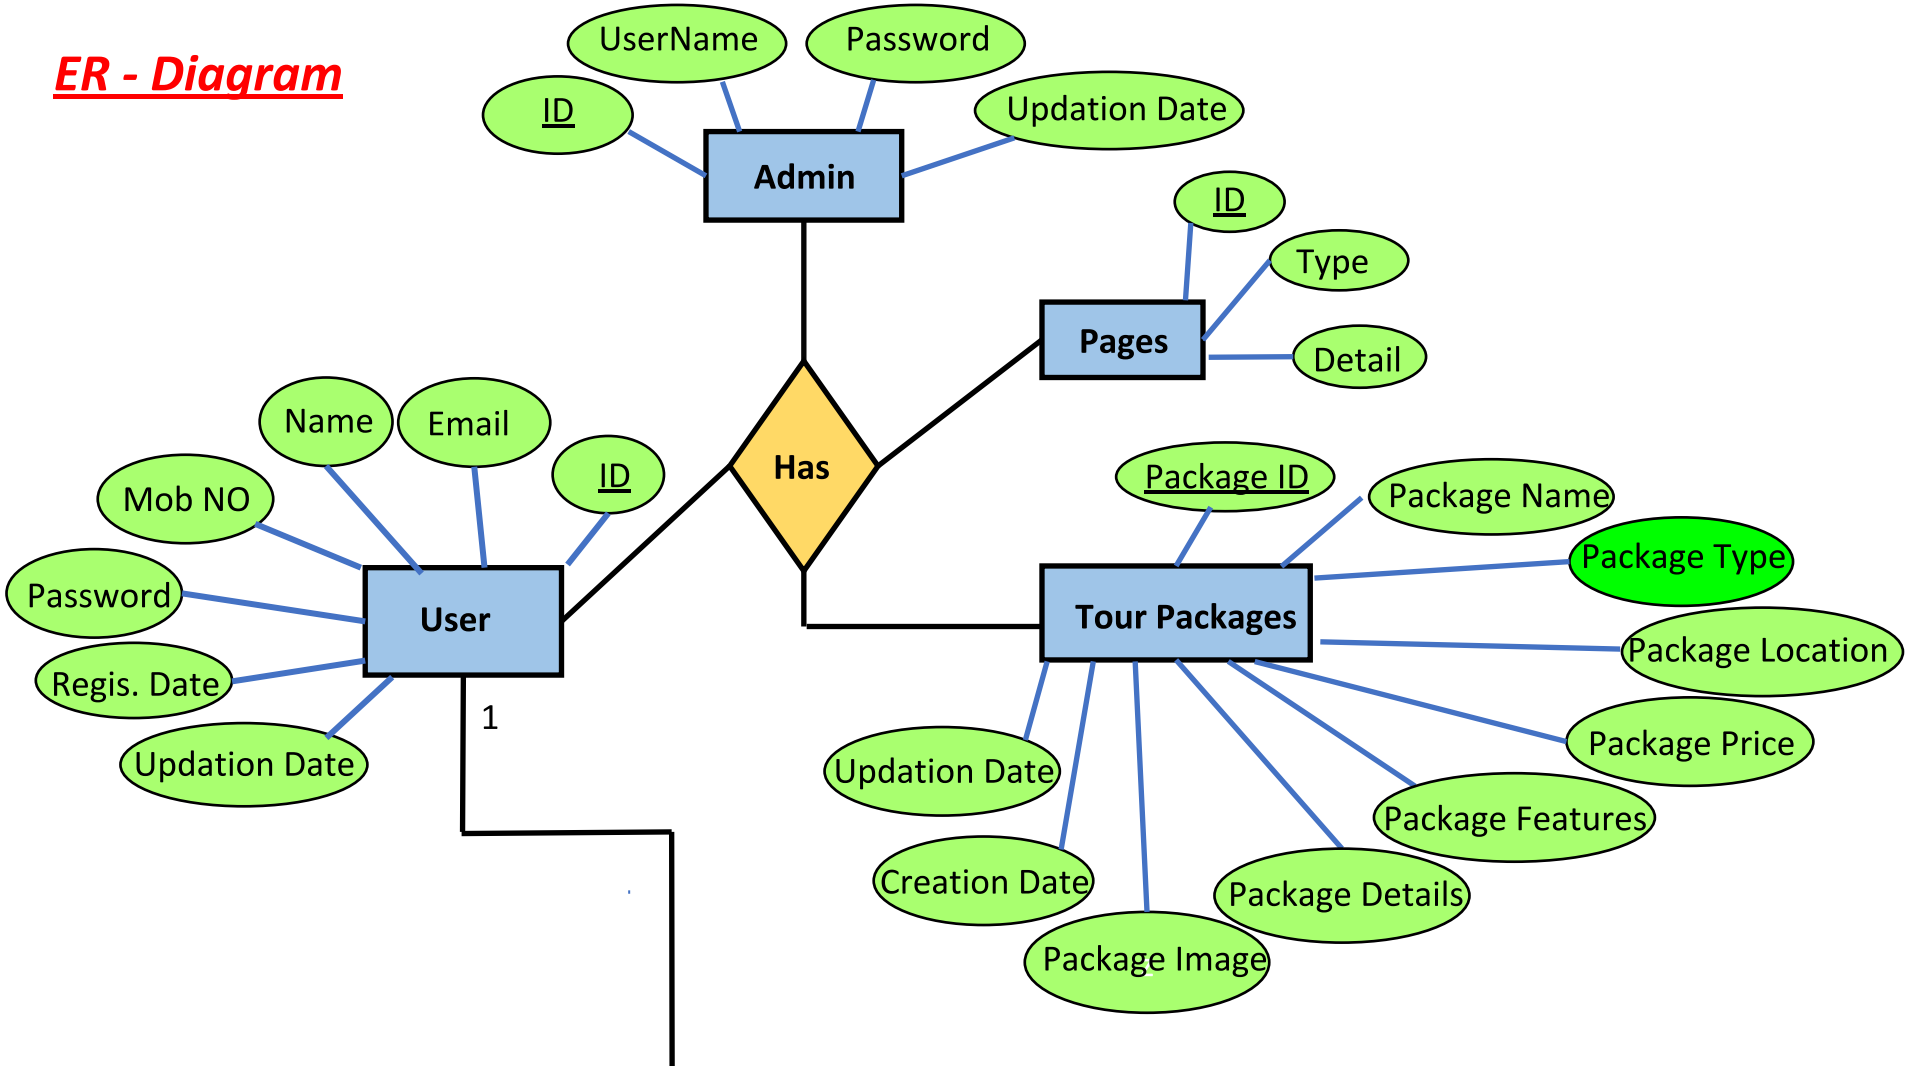 ER - Diagram
UserName
Password
ID
Updation Date
Admin
ID
Type
Pages
Detail
Name
Email
ID
Has
Mob NO
Package ID
Package Name
Package Type
Password
User
Tour Packages
Package Location
Regis. Date
1
Updation Date
Updation Date
Package Price
Package Features
Creation Date
Package Details
Package Image